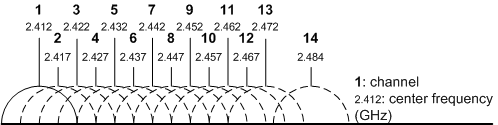 1 3 5 7 9 11 13
2.412 2.422 2.432 2.442 2.452 2.462 2.472
2 4 6 8 10 12 14
2.417 2.427 2.437 2.447 2.457 2.467 2.484
1: channel
2.412: center frequency
(GHz)